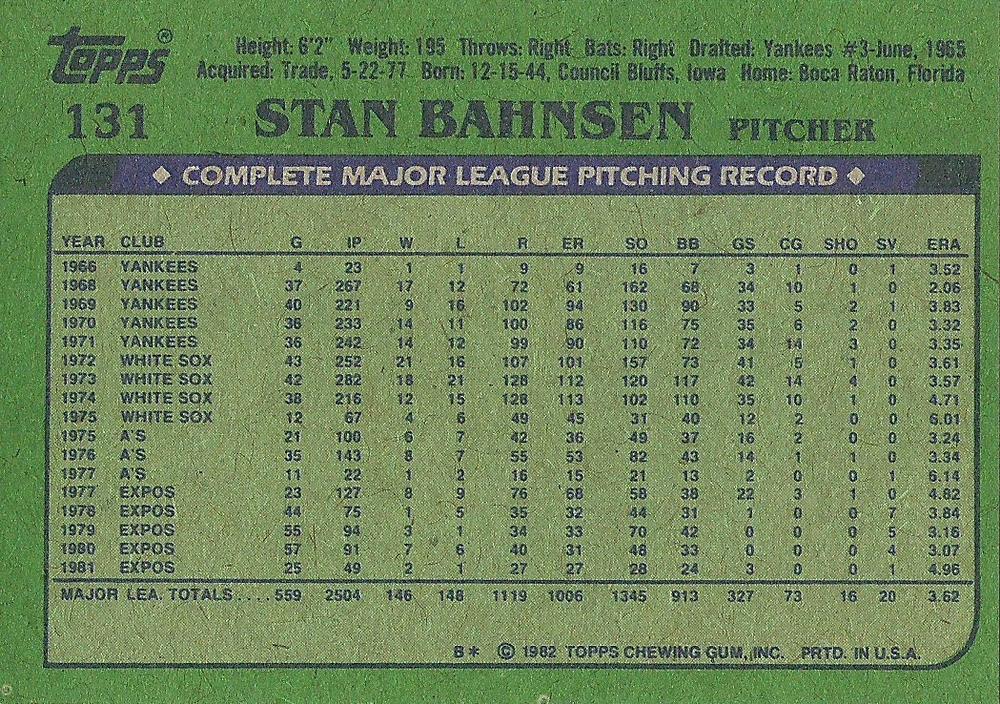 Topps®
Height: 6'2" Weight: 195 Throws: Right Bats: Right Drafted: Yankees #3-June, 1965
Acquired: Trade, 5-22-77 Born: 12-15-44, Council Bluffs, Iowa Home: Boca Raton, Florida
131 STAN BAHNSEN PITCHER
◆ COMPLETE MAJOR LEAGUE PITCHING RECORD ◆
YEAR CLUB G IP W L R ER SO BB GS CG SHO SV ERA
1966 YANKEES 4 23 1 1 9 9 16 7 3 1 0 1 3.52
1968 YANKEES 37 267 17 12 72 61 162 68 34 10 1 0 2.06
1969 YANKEES 40 221 9 16 102 94 130 90 33 5 2 1 3.83
1970 YANKEES 36 233 14 11 100 86 116 75 35 6 2 0 3.32
1971 YANKEES 36 242 14 12 99 90 110 72 34 14 3 0 3.35
1972 WHITE SOX 43 252 21 16 107 101 157 73 41 5 1 0 3.61
1973 WHITE SOX 42 282 18 21 128 112 120 117 42 14 4 0 3.57
1974 WHITE SOX 38 216 12 15 128 113 102 110 35 10 1 0 4.71
1975 WHITE SOX 12 67 4 6 49 45 31 40 12 2 0 0 6.01
1975 A'S 21 100 6 7 42 36 49 37 16 2 0 0 3.24
1976 A'S 35 143 8 7 55 53 82 43 14 1 1 0 3.34
1977 A'S 11 22 1 2 16 15 21 13 2 0 0 1 6.14
1977 EXPOS 23 127 8 9 76 68 58 38 22 3 1 0 4.82
1978 EXPOS 44 75 1 5 35 32 44 31 1 0 0 7 3.84
1979 EXPOS 55 94 3 1 34 33 70 42 0 0 0 5 3.16
1980 EXPOS 57 91 7 6 40 31 48 33 0 0 0 4 3.07
1981 EXPOS 25 49 2 1 27 27 28 24 3 0 0 1 4.96
MAJOR LEA. TOTALS.... 559 2504 146 148 1119 1006 1345 913 327 73 16 20 3.62
B* © 1982 TOPPS CHEWING GUM, INC. PRTD. IN U.S.A.